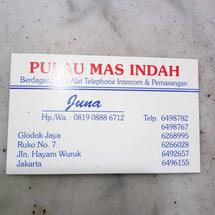 PULAU MAS INDAH
Berdagang Alat Telephone Intercom & Pemasangan
Juna
Hp./Wa. : 0819 0888 6712
Telp. 6498782
6498767
Glodok Jaya 6268995
Ruko No. 7 6266028
Jln. Hayam Wuruk 6492657
Jakarta 6496155